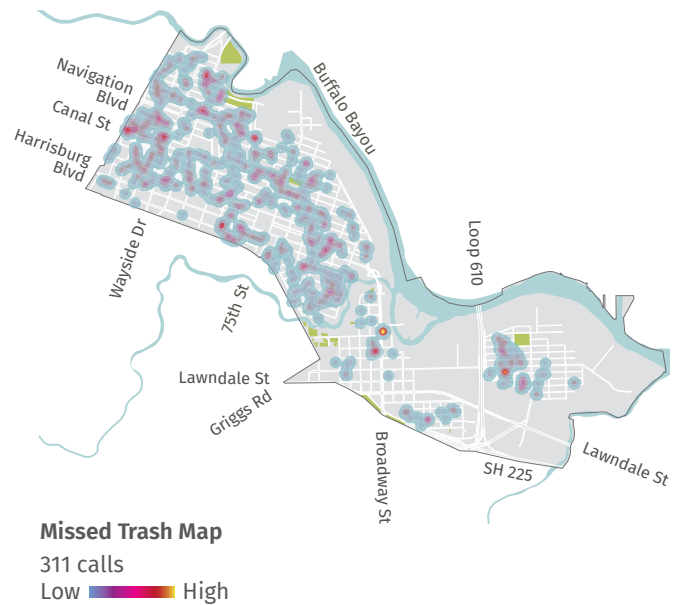 Navigation
Blvd
Canal St
Harrisburg
Blvd
Buffalo Bayou
Loop 610
Wayside Dr
75th St
Lawndale St
Griggs Rd
Broadway St
SH 225
Lawndale St
Missed Trash Map
311 calls
Low High